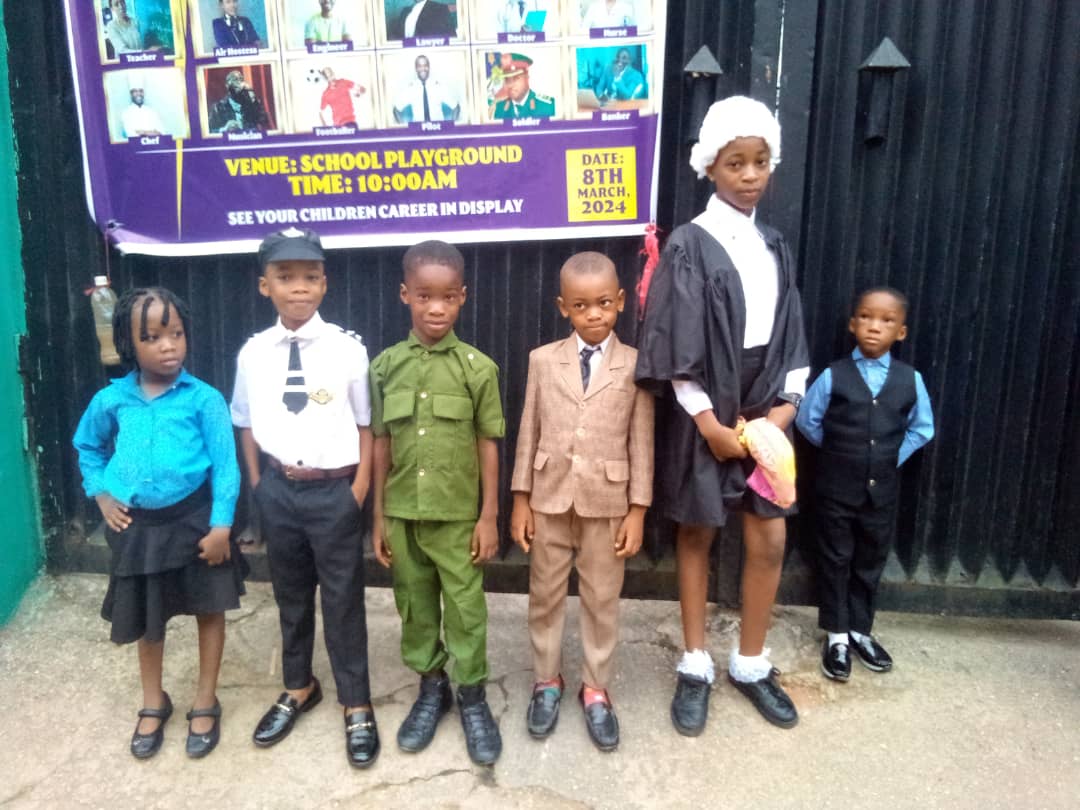 Teacher
Air Hostess
Engineer
Lawyer
Doctor
Nurse
Chef
Musician
Footballer
Pilot
Soldier
Banker
VENUE: SCHOOL PLAYGROUND
TIME: 10:00AM
SEE YOUR CHILDREN CAREER IN DISPLAY
DATE:
8TH
MARCH,
2024